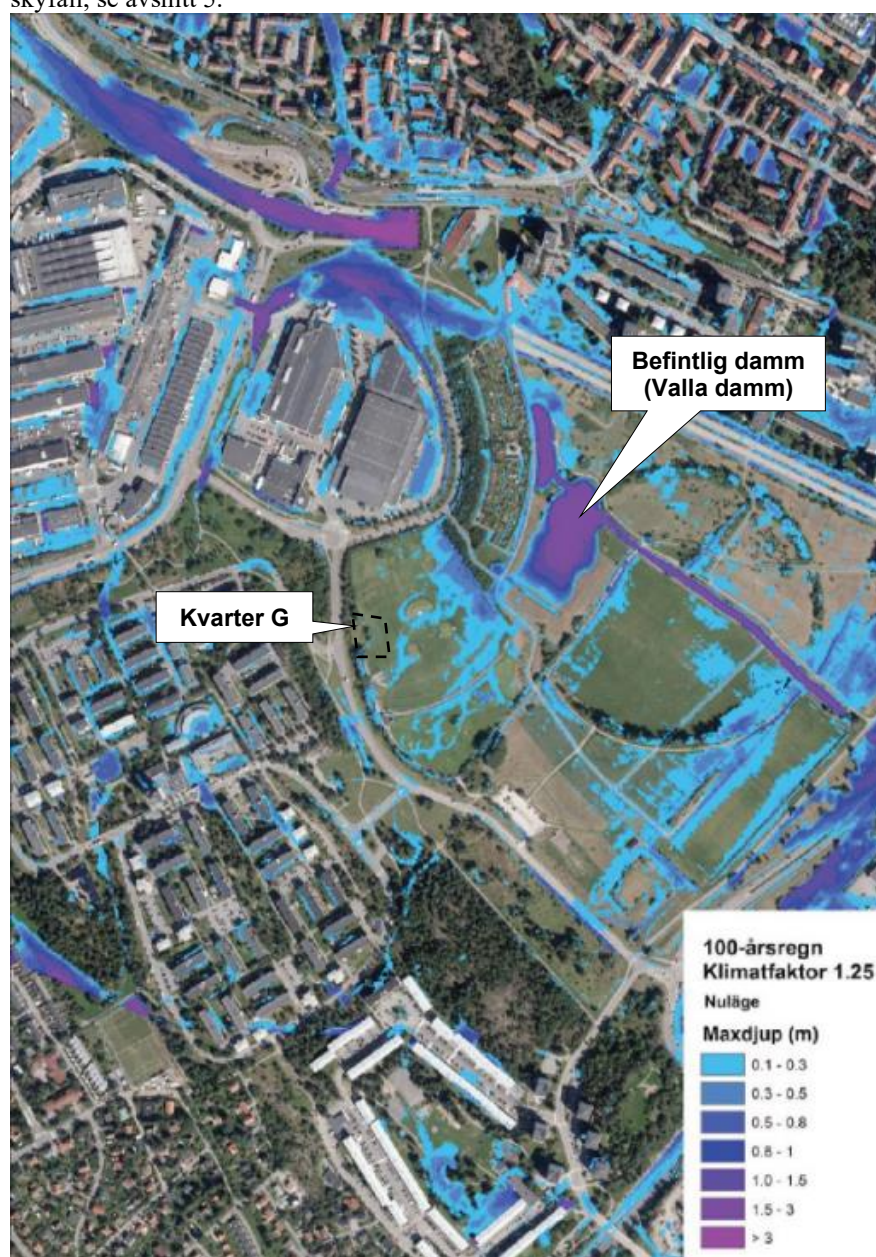 skyfall, se avsnitt 5.
Befintlig damm
(Valla damm)
Kvarter G
100-årsregn
Klimatfaktor 1.25
Nuläge
Maxdjup (m)
0.1 - 0.3
0.3 - 0.5
0.5 - 0.8
0.8 - 1
1.0 - 1.5
1.5 - 3
> 3